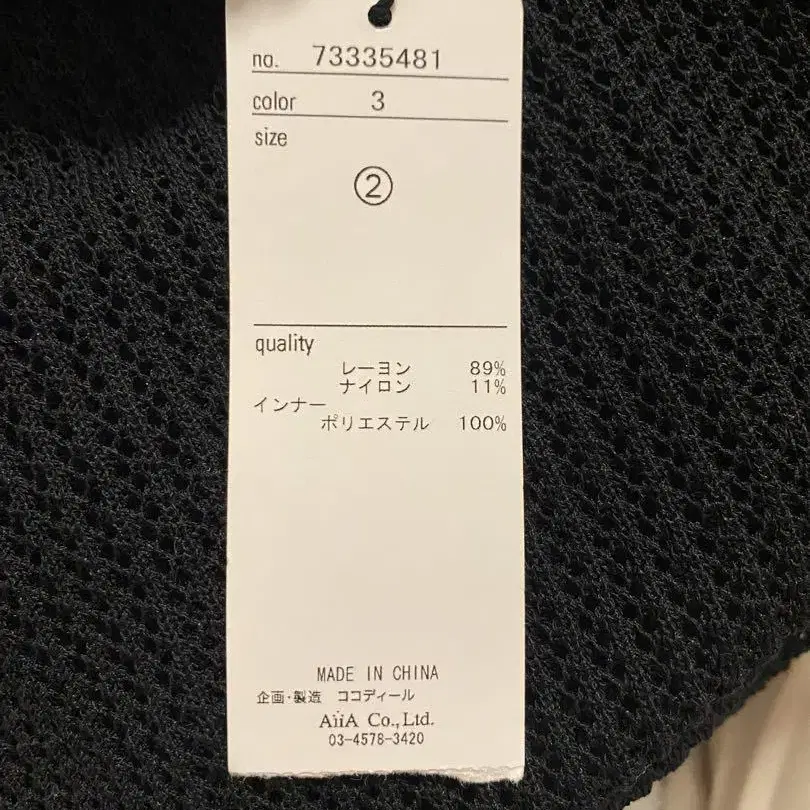 no. 73335481
color 3
size
②
quality
レーヨン 89%
ナイロン 11%
インナー
ポリエステル 100%
MADE IN CHINA
企画・製造 ココディール
AiiA Co.,Ltd.
03-4578-3420